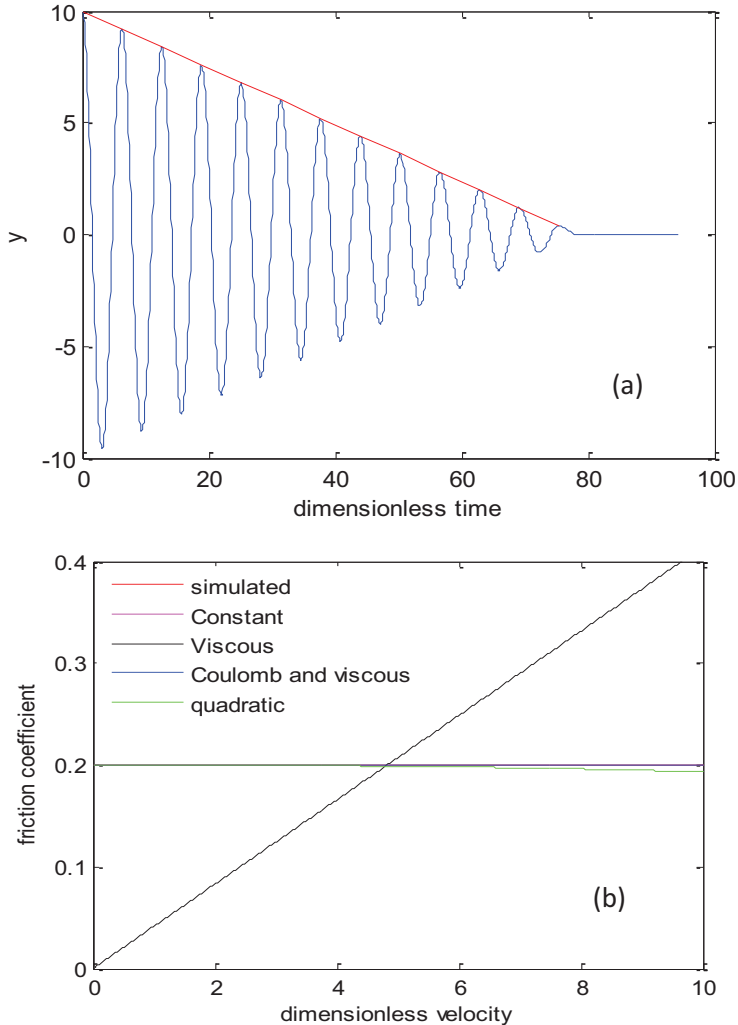 10
5
0
-5
-10
y
0
20
40
60
80
100
dimensionless time
(a)
0.4
0.3
0.2
0.1
0
friction coefficient
simulated
Constant
Viscous
Coulomb and viscous
quadratic
(b)
0
2
4
6
8
10
dimensionless velocity